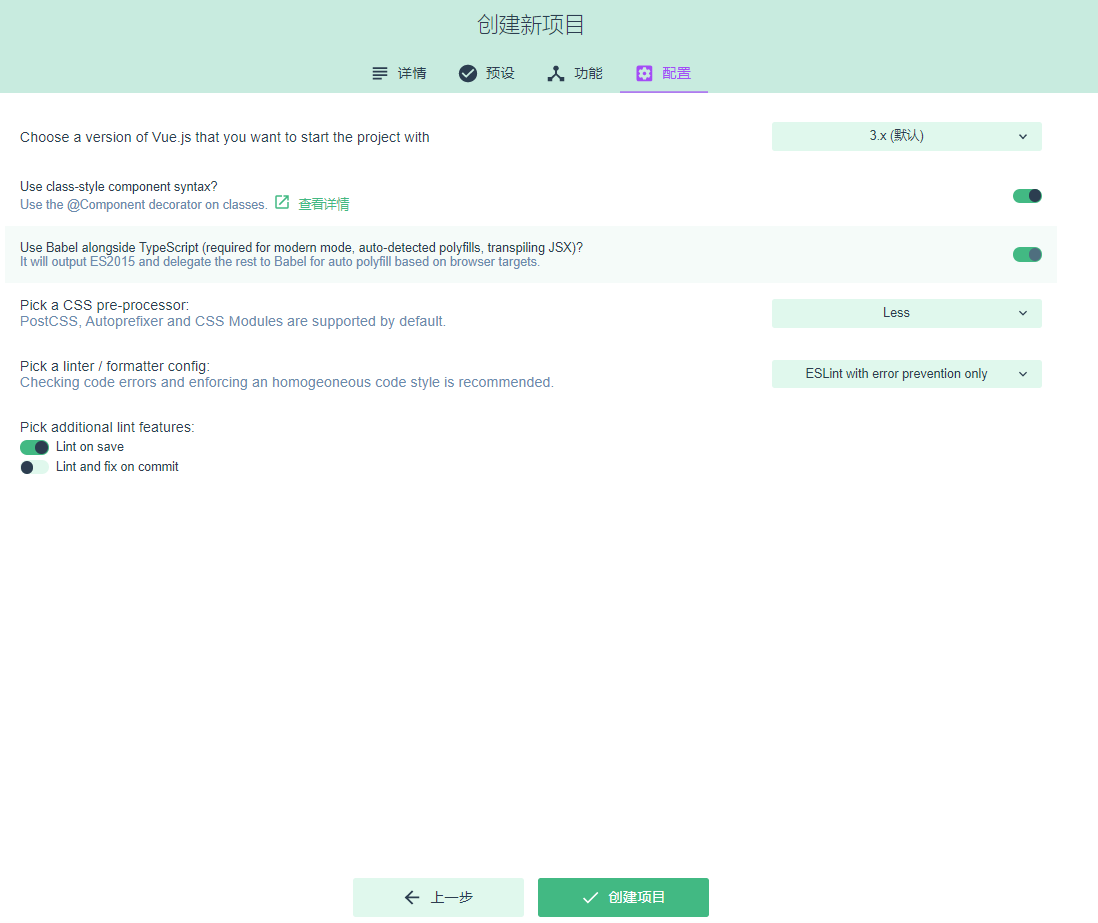 创建新项目
详情 预设 功能 配置
Choose a version of Vue.js that you want to start the project with
3.x (默认)
Use class-style component syntax?
Use the @Component decorator on classes. 查看详情
Use Babel alongside TypeScript (required for modern mode, auto-detected polyfills, transpiling JSX)?
It will output ES2015 and delegate the rest to Babel for auto polyfill based on browser targets.
Pick a CSS pre-processor:
PostCSS, Autoprefixer and CSS Modules are supported by default.
Less
Pick a linter / formatter config:
Checking code errors and enforcing an homogeoneous code style is recommended.
ESLint with error prevention only
Pick additional lint features:
Lint on save
Lint and fix on commit
上一步 创建项目